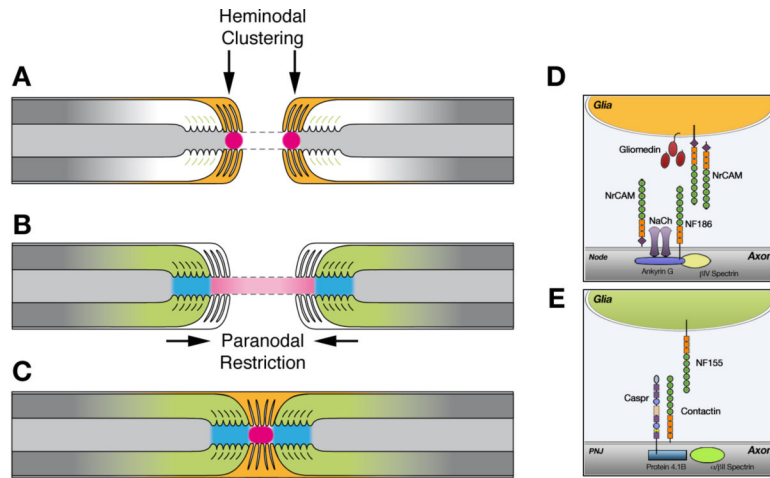 Heminodal
Clustering
A
B
Paranodal
Restriction
C
D
Glia
Gliomedin
NrCAM
NrCAM
NaCh
NF186
Node
Axon
Ankyrin G
βIV Spectrin
E
Glia
NF155
Caspr
Contactin
PNJ
Axon
Protein 4.1B
α/βII Spectrin